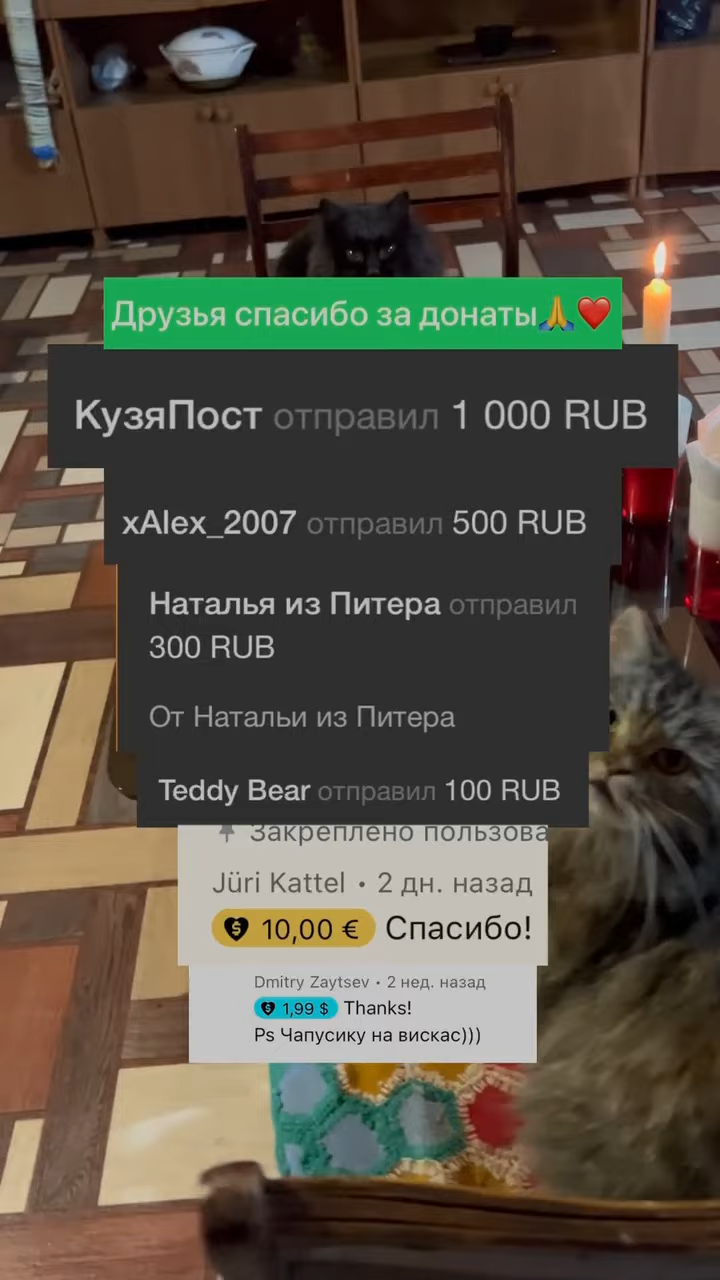 Друзья спасибо за донаты🙏❤️
КузяПост отправил 1 000 RUB
xAlex_2007 отправил 500 RUB
Наталья из Питера отправил
300 RUB
От Натальи из Питера
Teddy Bear отправил 100 RUB
Закреплено пользова
Jüri Kattel • 2 дн. назад
10,00 € Спасибо!
Dmitry Zaytsev • 2 нед. назад
1,99 $ Thanks!
Ps Чапусику на вискас)))